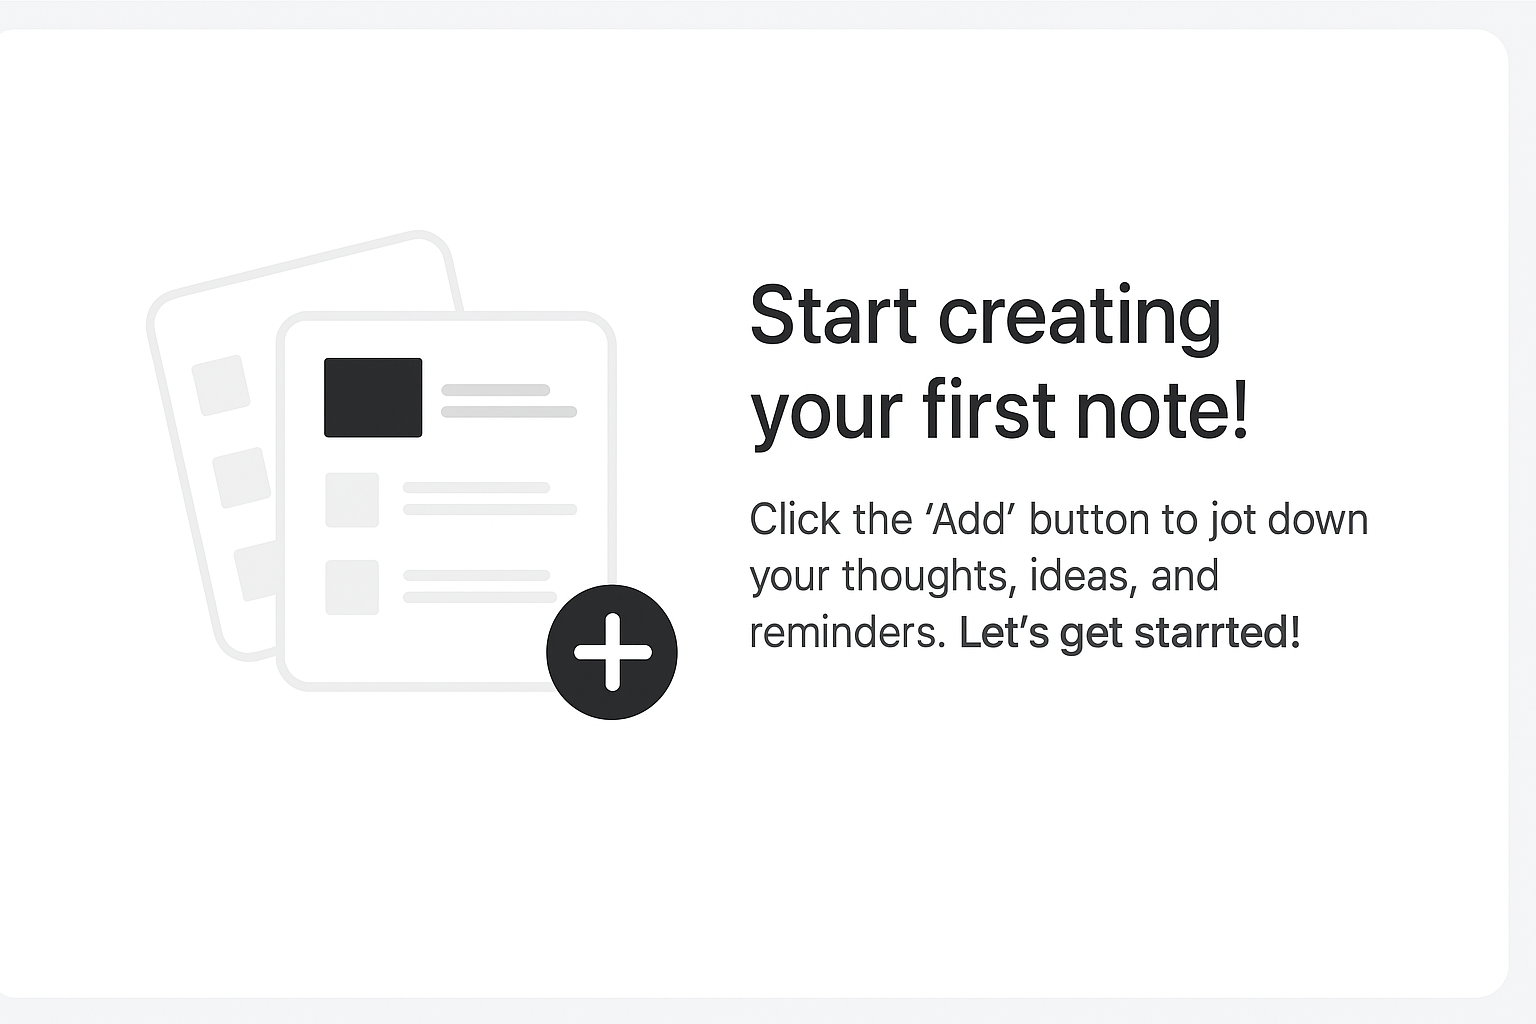 Start creating
your first note!
Click the ‘Add’ button to jot down
your thoughts, ideas, and
reminders. Let’s get starrted!